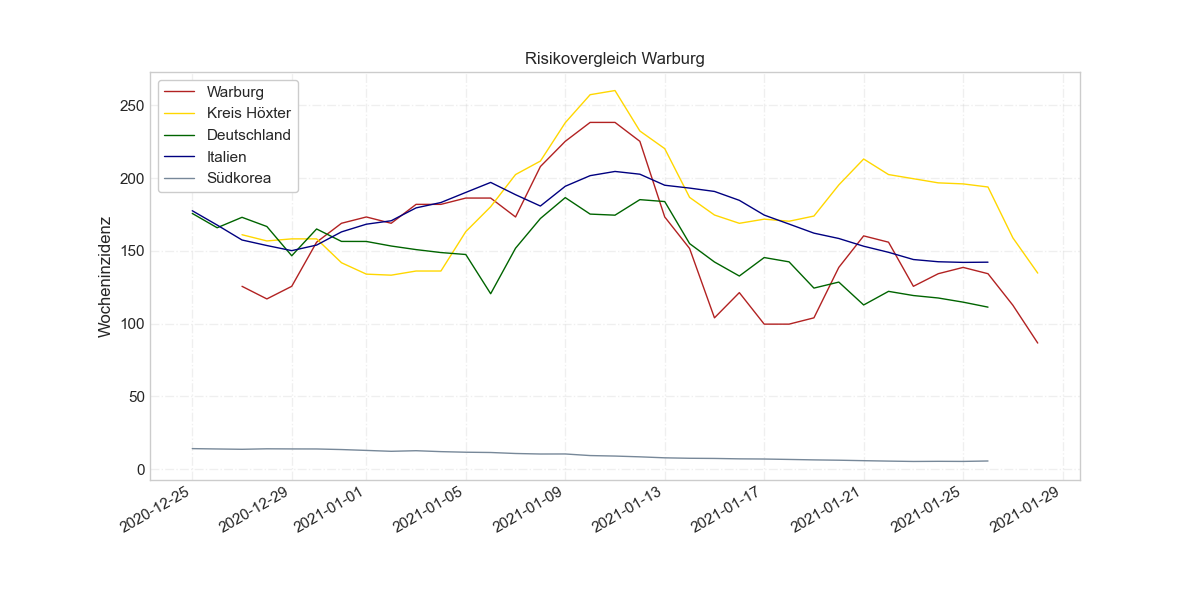 Risikovergleich Warburg
Warburg
Kreis Höxter
Deutschland
Italien
Südkorea
Wocheninzidenz
250
200
150
100
50
0
2020-12-25
2020-12-29
2021-01-01
2021-01-05
2021-01-09
2021-01-13
2021-01-17
2021-01-21
2021-01-25
2021-01-29